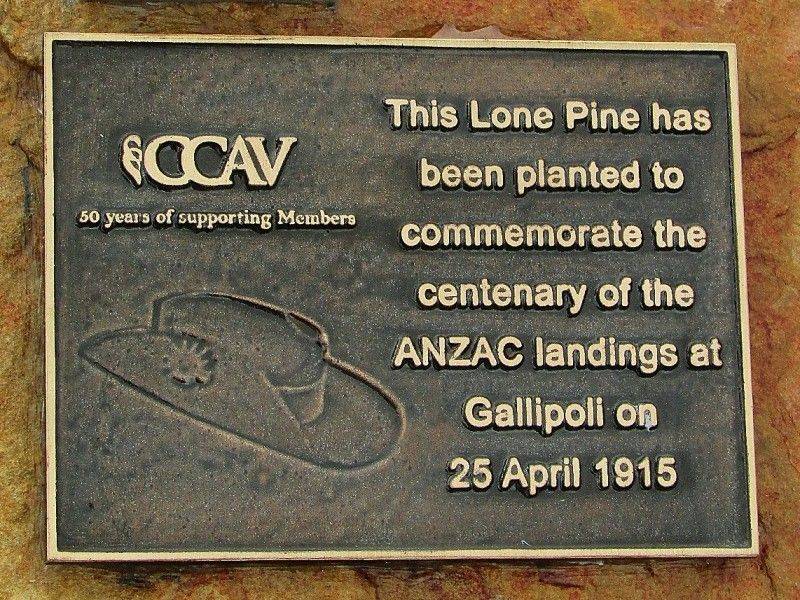 CCAV
50 years of supporting Members
This Lone Pine has
been planted to
commemorate the
centenary of the
ANZAC landings at
Gallipoli on
25 April 1915